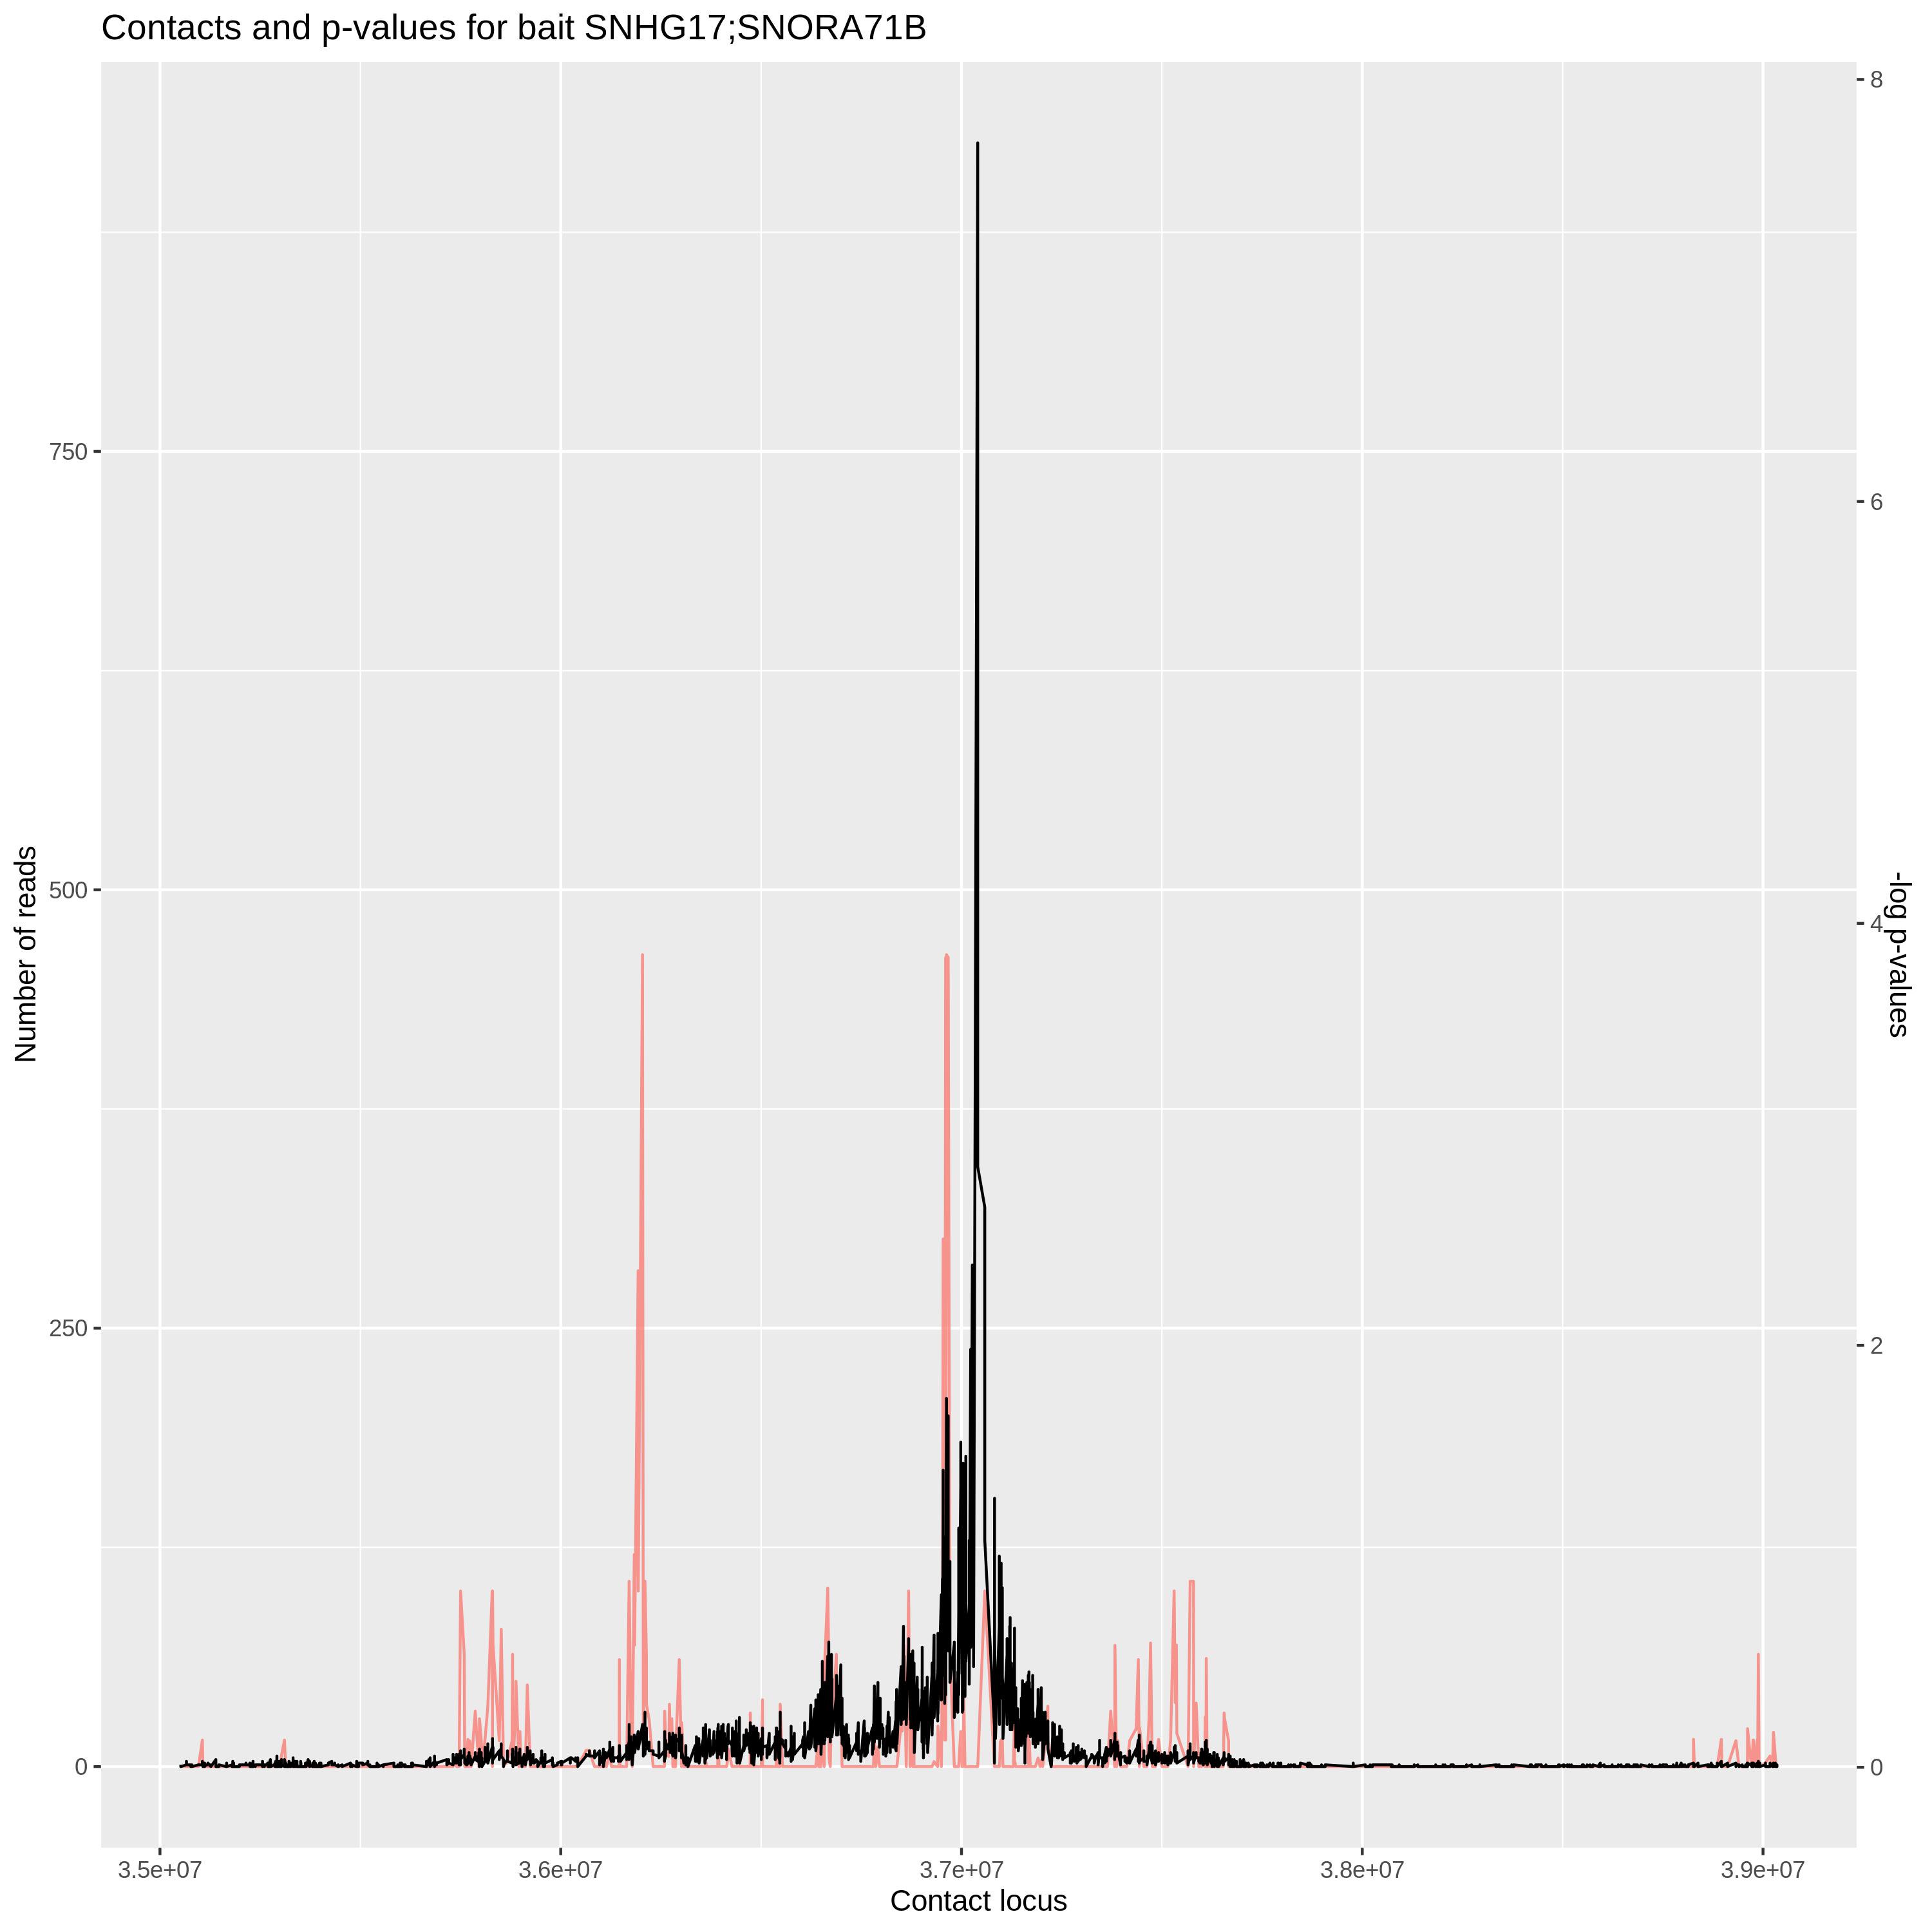 Contacts and p-values for bait SNHG17;SNORA71B
Number of reads
750
500
250
0
8
6
4
2
0
-log p-values
3.5e+07
3.6e+07
3.7e+07
3.8e+07
3.9e+07
Contact locus